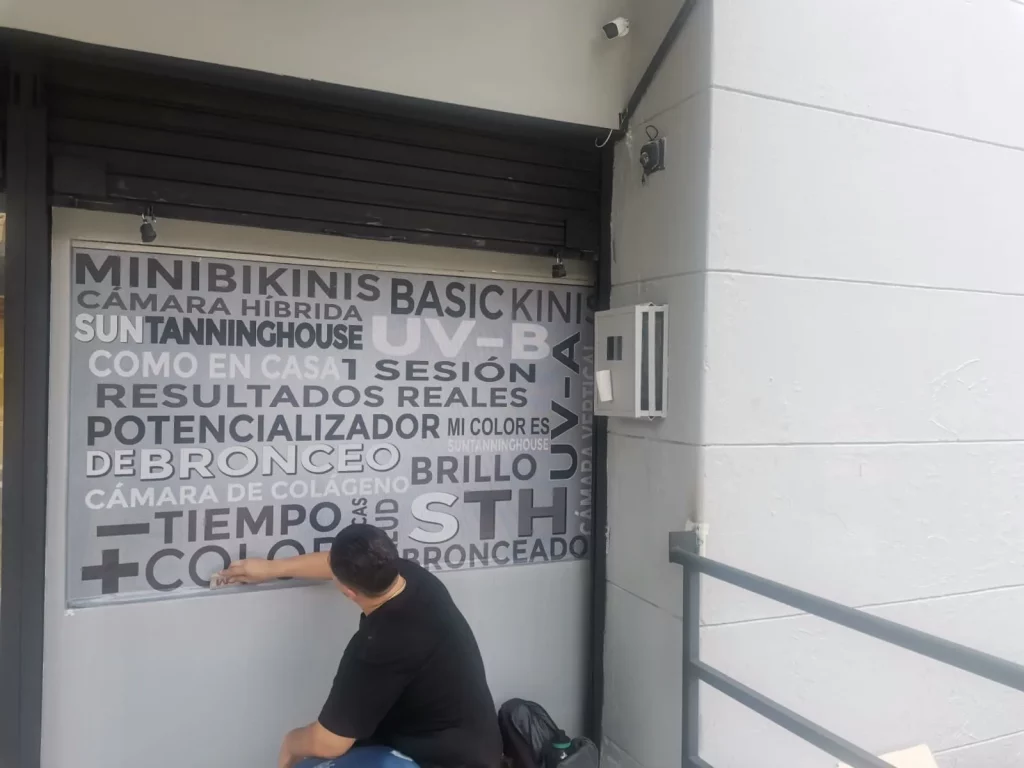 MINIBIKINIS BASIC KINIS
CÁMARA HÍBRIDA
SUNTANNINGHOUSE UV-B
COMO EN CASA 1 SESIÓN
RESULTADOS REALES
POTENCIALIZADOR MI COLOR ES
SUNTANNINGHOUSE
DE BRONCEO BRILLO
CÁMARA DE COLÁGENO
STH
- TIEMPO
+ COLOR
BRONCEADO
UV-A
CÁMARA VERTICAL